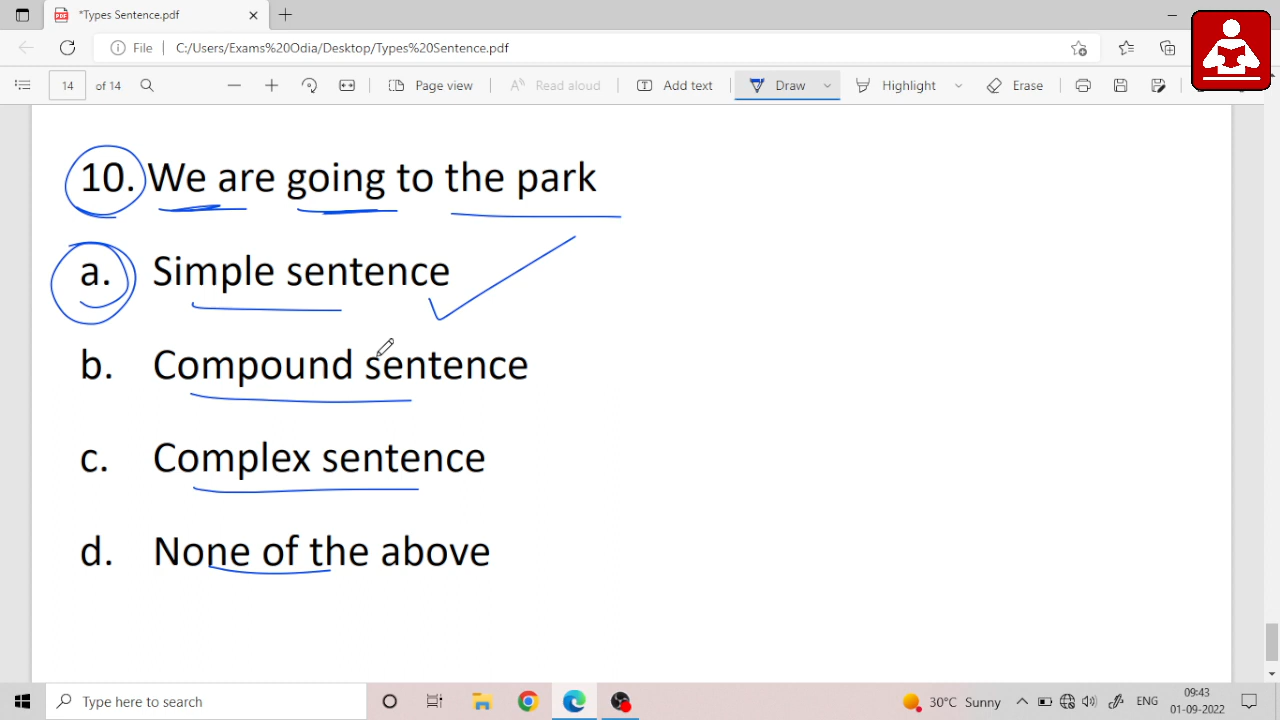 *Types Sentence.pdf
File C:/Users/Exams%20Odia/Desktop/Types%20Sentence.pdf
14 of 14 Page view Read aloud Add text Draw Highlight Erase
10. We are going to the park
a. Simple sentence
b. Compound sentence
c. Complex sentence
d. None of the above
Type here to search 30°C Sunny ENG 09:43
01-09-2022